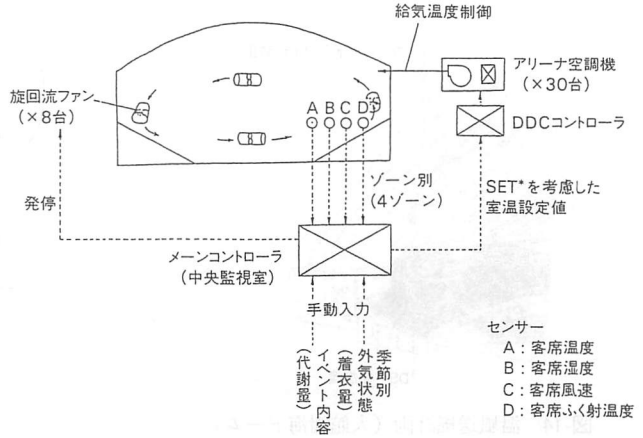 給気温度制御
アリーナ空調機
(×30台)
旋回流ファン
(×8台)
A B C D
DDCコントローラ
ゾーン別
(4ゾーン)
SET*を考慮した
室温設定値
発停
メーンコントローラ
(中央監視室)
手動入力
季節別
外気状態
(着衣量)
イベント内容
(代謝量)
センサー
A:客席温度
B:客席湿度
C:客席風速
D:客席ふく射温度